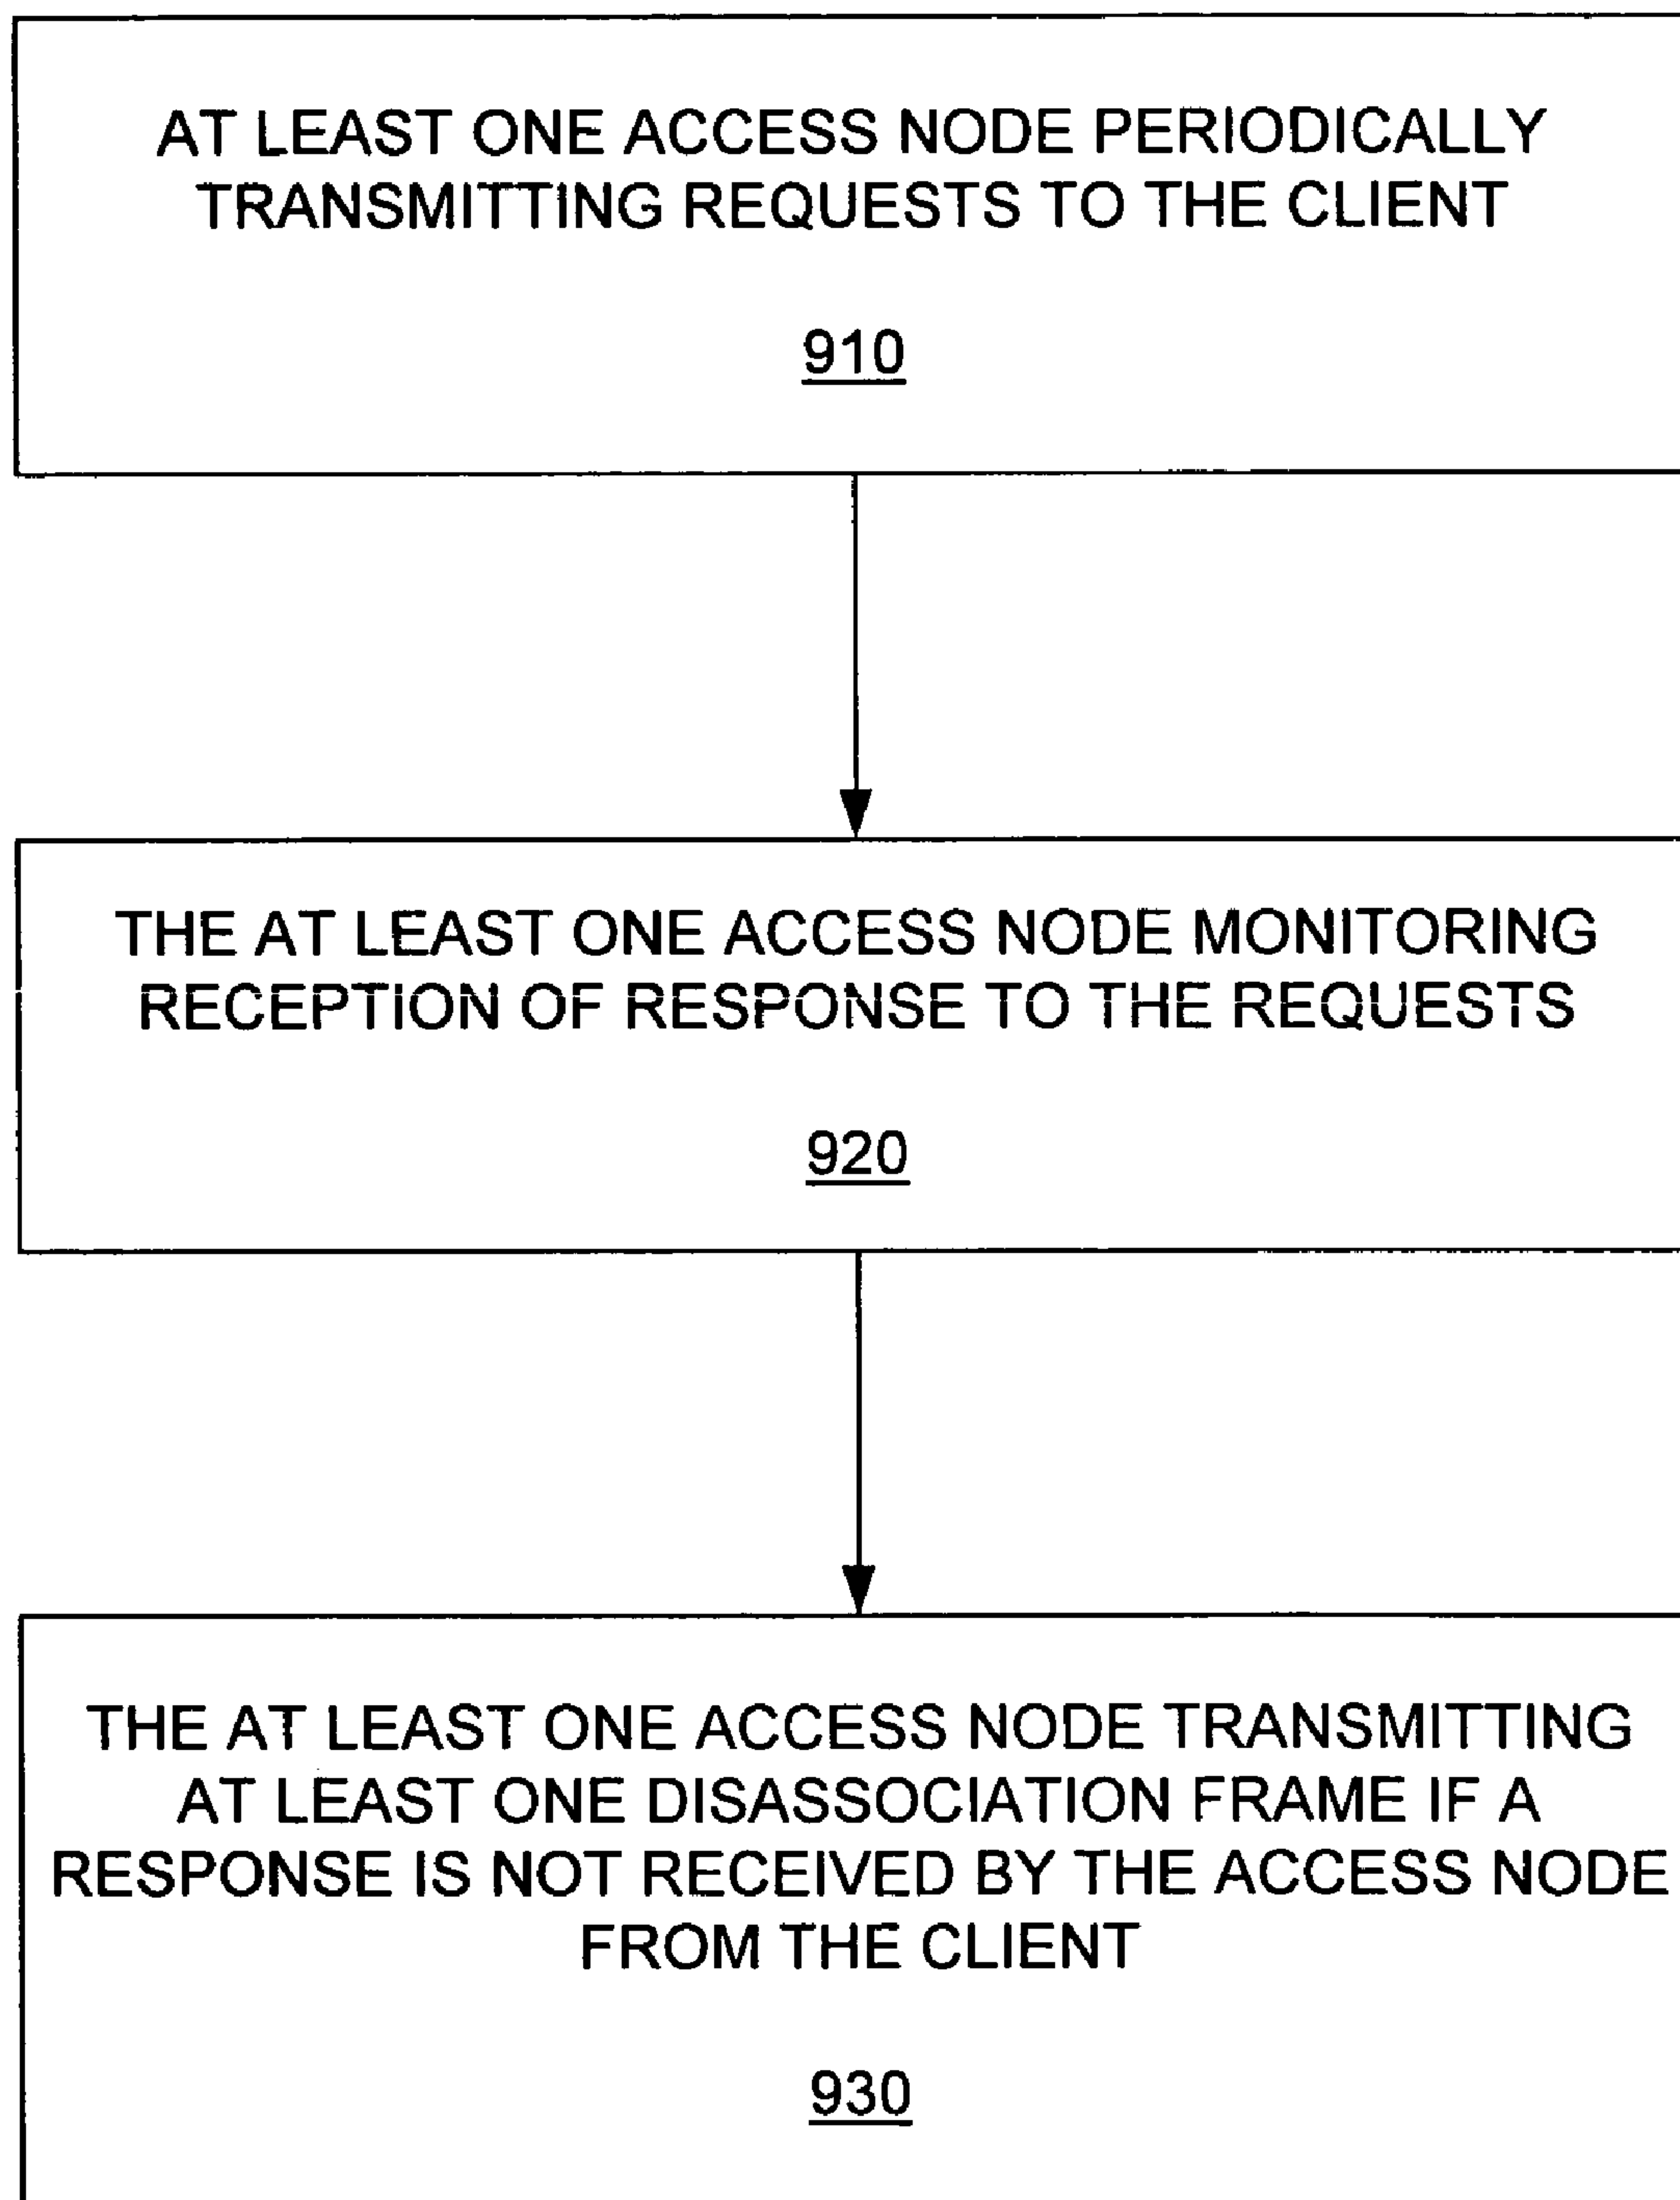 AT LEAST ONE ACCESS NODE PERIODICALLY
TRANSMITTING REQUESTS TO THE CLIENT
910
THE AT LEAST ONE ACCESS NODE MONITORING
RECEPTION OF RESPONSE TO THE REQUESTS
920
THE AT LEAST ONE ACCESS NODE TRANSMITTING
AT LEAST ONE DISASSOCIATION FRAME IF A
RESPONSE IS NOT RECEIVED BY THE ACCESS NODE
FROM THE CLIENT
930